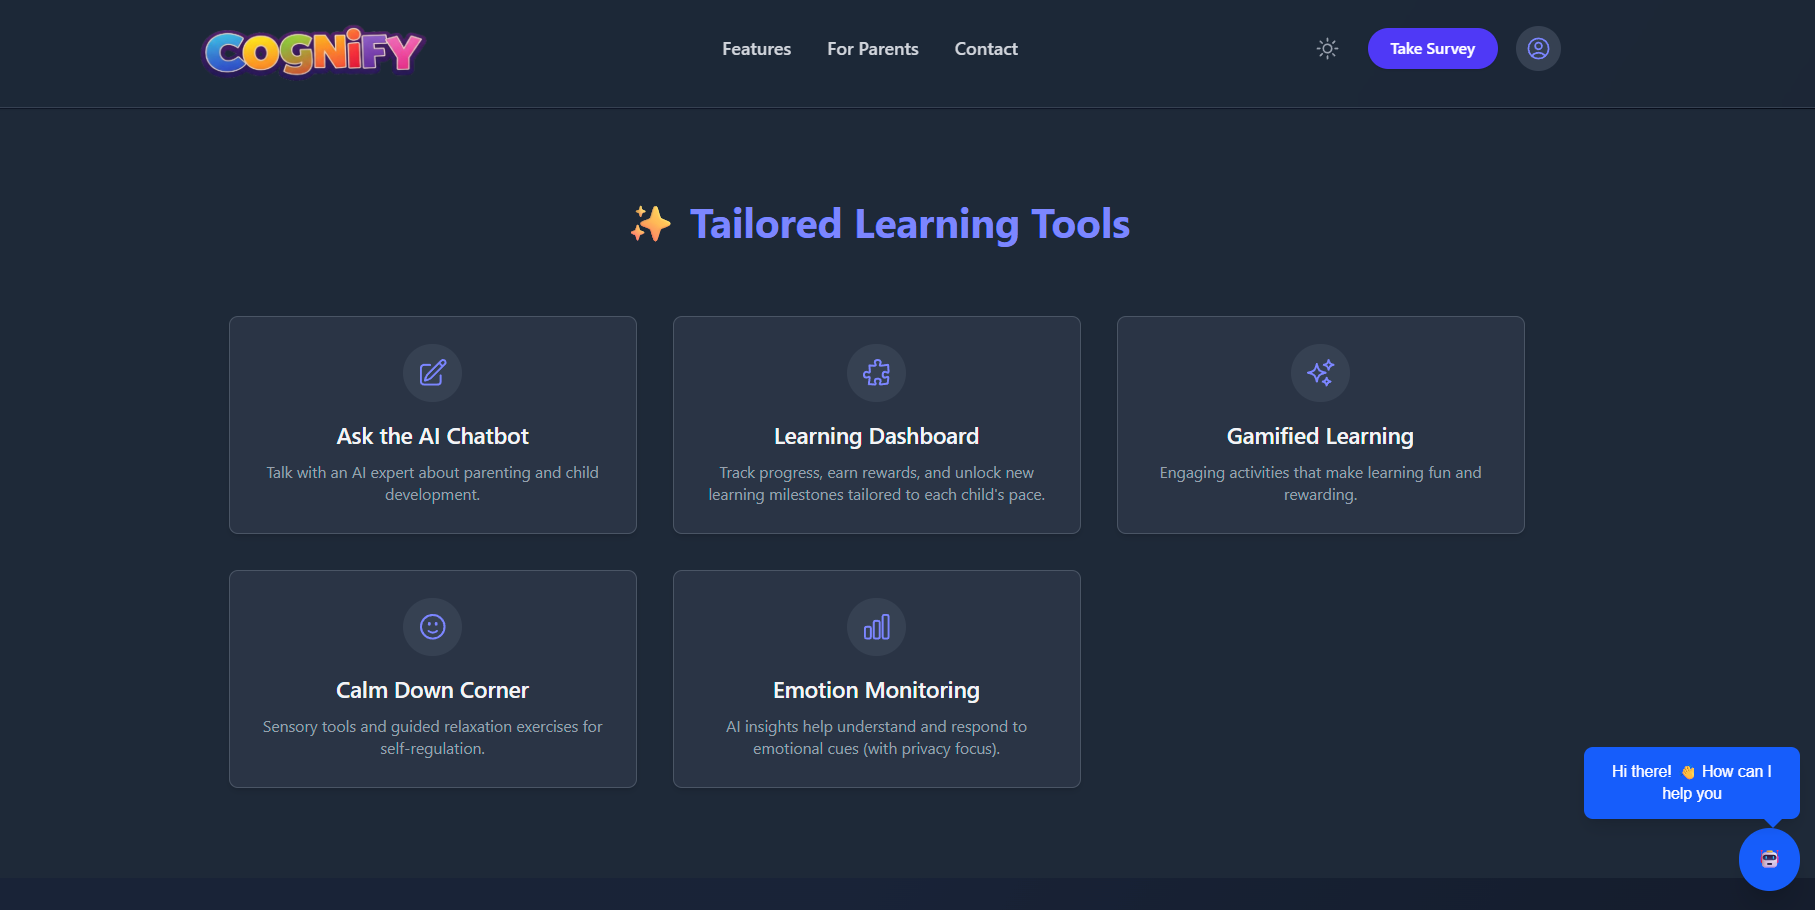 COGNiFY
Features
For Parents
Contact
Take Survey
✨ Tailored Learning Tools
Ask the AI Chatbot
Talk with an AI expert about parenting and child
development.
Learning Dashboard
Track progress, earn rewards, and unlock new
learning milestones tailored to each child's pace.
Gamified Learning
Engaging activities that make learning fun and
rewarding.
Calm Down Corner
Sensory tools and guided relaxation exercises for
self-regulation.
Emotion Monitoring
AI insights help understand and respond to
emotional cues (with privacy focus).
Hi there! 👋 How can I
help you